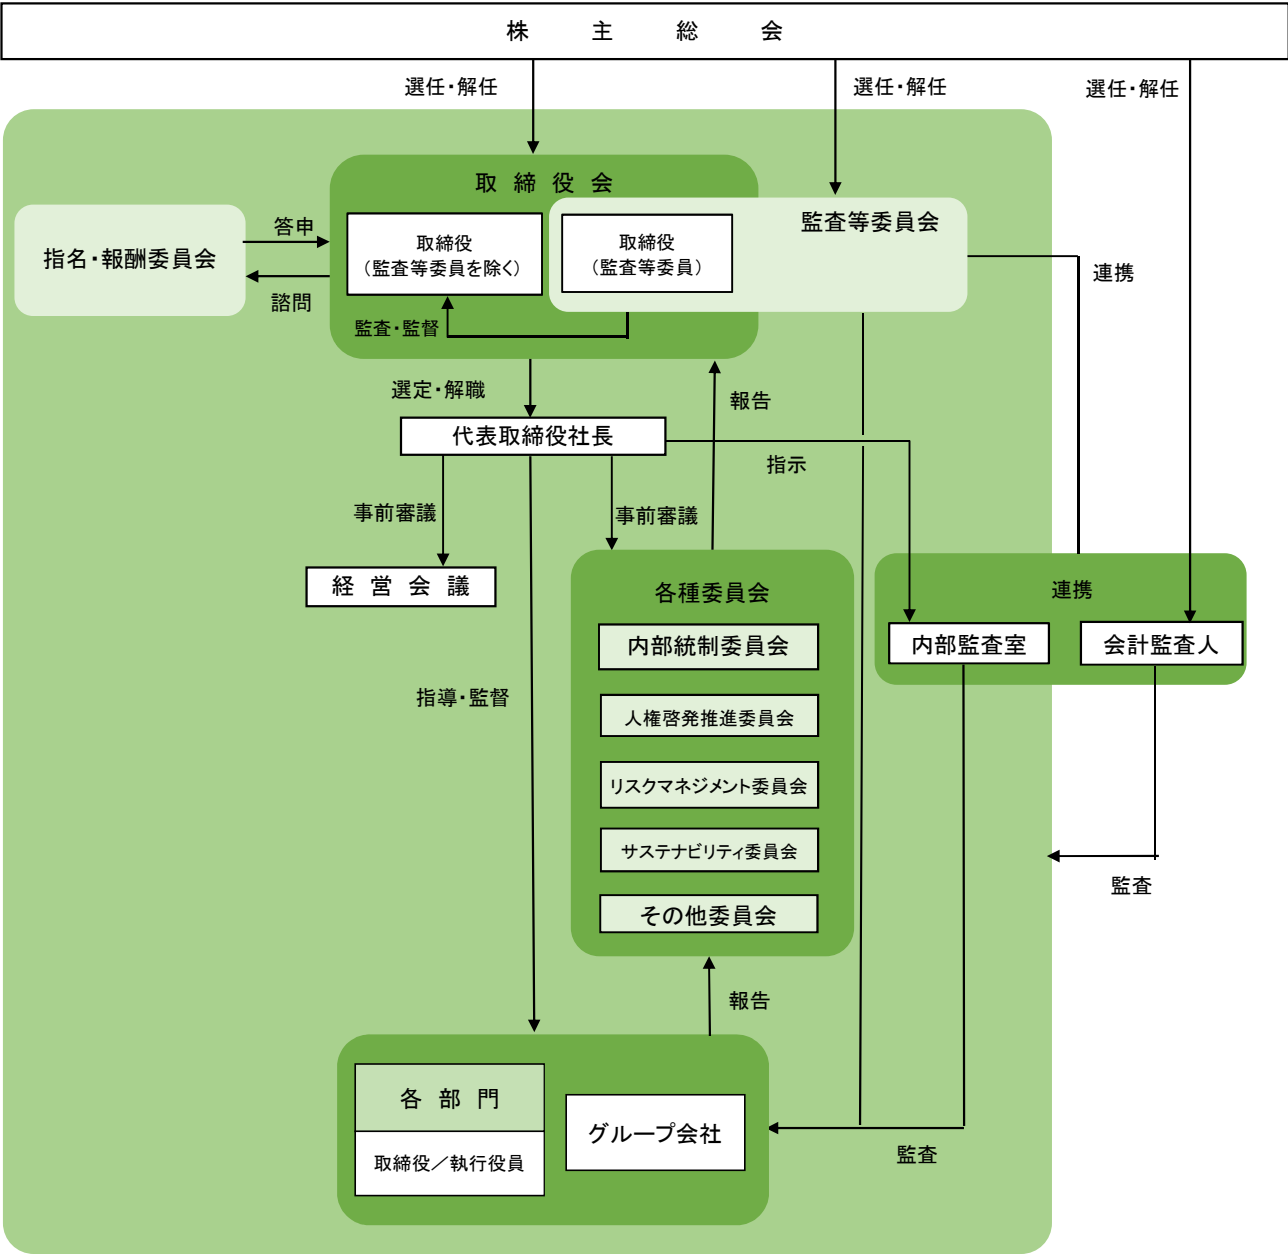 株主総会
選任・解任
選任・解任
選任・解任
取締役会
監査等委員会
取締役
（監査等委員を除く）
取締役
（監査等委員）
指名・報酬委員会
答申
諮問
連携
監査・監督
選定・解職
報告
代表取締役社長
指示
事前審議
事前審議
経営会議
各種委員会
連携
内部統制委員会
内部監査室
会計監査人
指導・監督
人権啓発推進委員会
リスクマネジメント委員会
サステナビリティ委員会
監査
その他委員会
報告
各部門
取締役／執行役員
グループ会社
監査